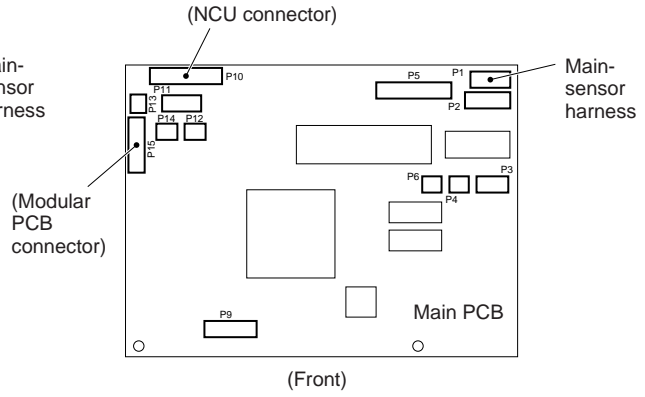 (NCU connector)
P10
P11
P13
P14
P12
P15
P5
P1
P2
Main-
sensor
harness
P6
P4
P3
(Modular
PCB
connector)
P9
Main PCB
(Front)